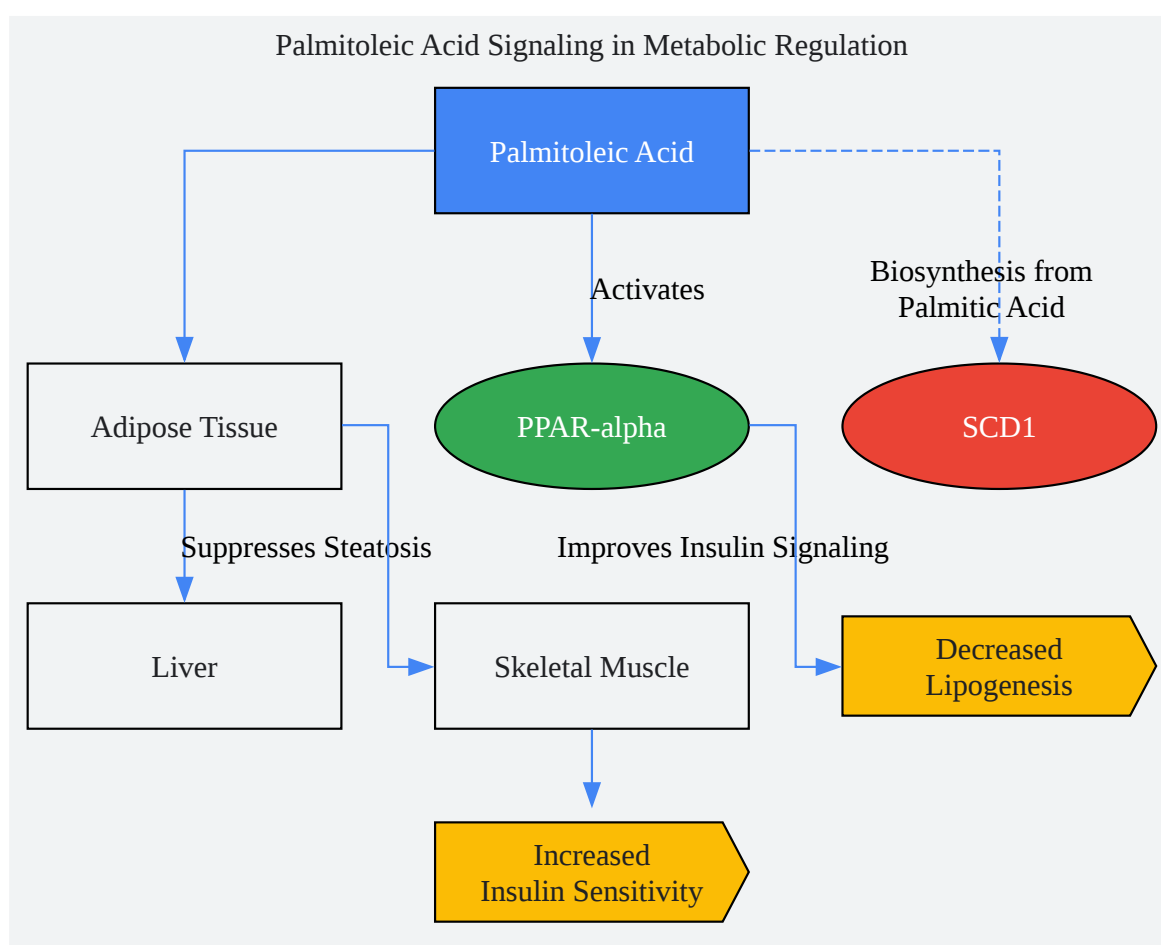 Palmitoleic Acid Signaling in Metabolic Regulation
Palmitoleic Acid
Activates
Biosynthesis from
Palmitic Acid
Adipose Tissue
PPAR-alpha
SCD1
Suppresses Steatosis
Improves Insulin Signaling
Liver
Skeletal Muscle
Decreased
Lipogenesis
Increased
Insulin Sensitivity